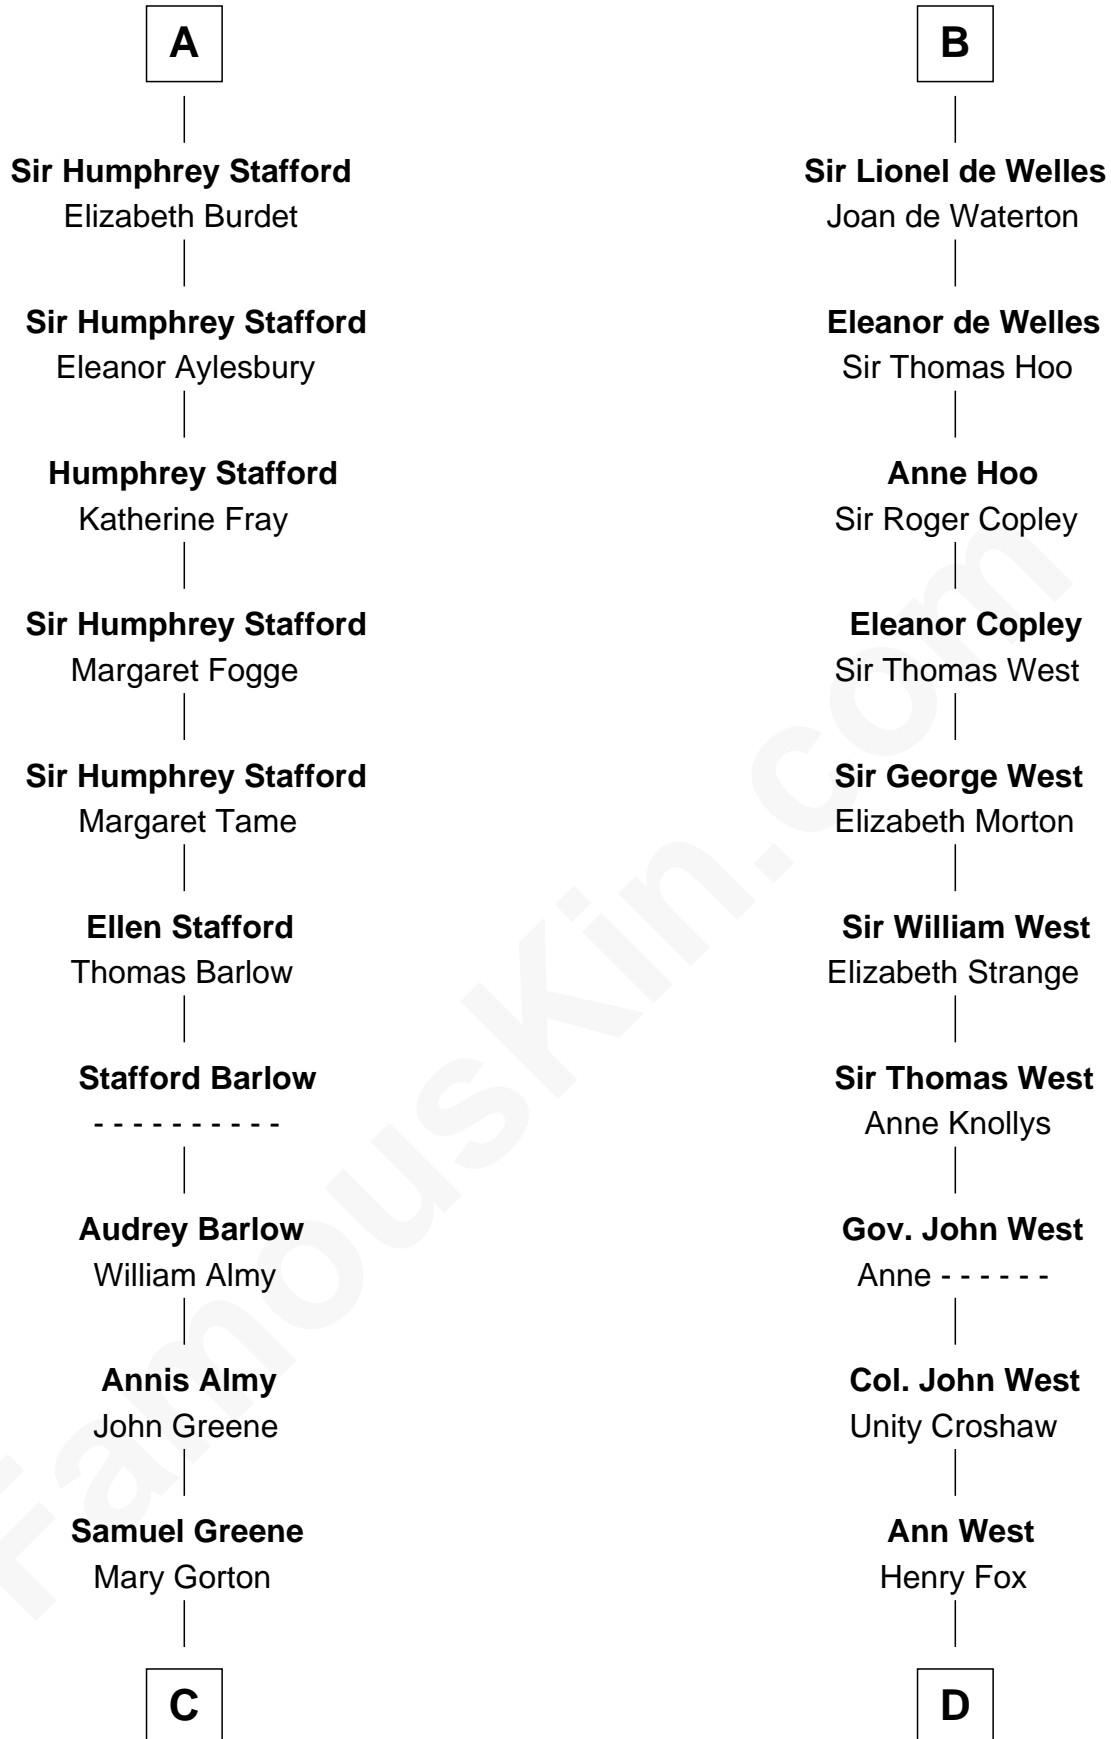 A
Sir Humphrey Stafford
Elizabeth Burdet
Sir Humphrey Stafford
Eleanor Aylesbury
Humphrey Stafford
Katherine Fray
Sir Humphrey Stafford
Margaret Fogge
Sir Humphrey Stafford
Margaret Tame
Ellen Stafford
Thomas Barlow
Stafford Barlow
- - - - - - - - - -
Audrey Barlow
William Almy
Annis Almy
John Greene
Samuel Greene
Mary Gorton
C
B
Sir Lionel de Welles
Joan de Waterton
Eleanor de Welles
Sir Thomas Hoo
Anne Hoo
Sir Roger Copley
Eleanor Copley
Sir Thomas West
Sir George West
Elizabeth Morton
Sir William West
Elizabeth Strange
Sir Thomas West
Anne Knollys
Gov. John West
Anne - - - - - -
Col. John West
Unity Croshaw
Ann West
Henry Fox
D
FamousKin.com